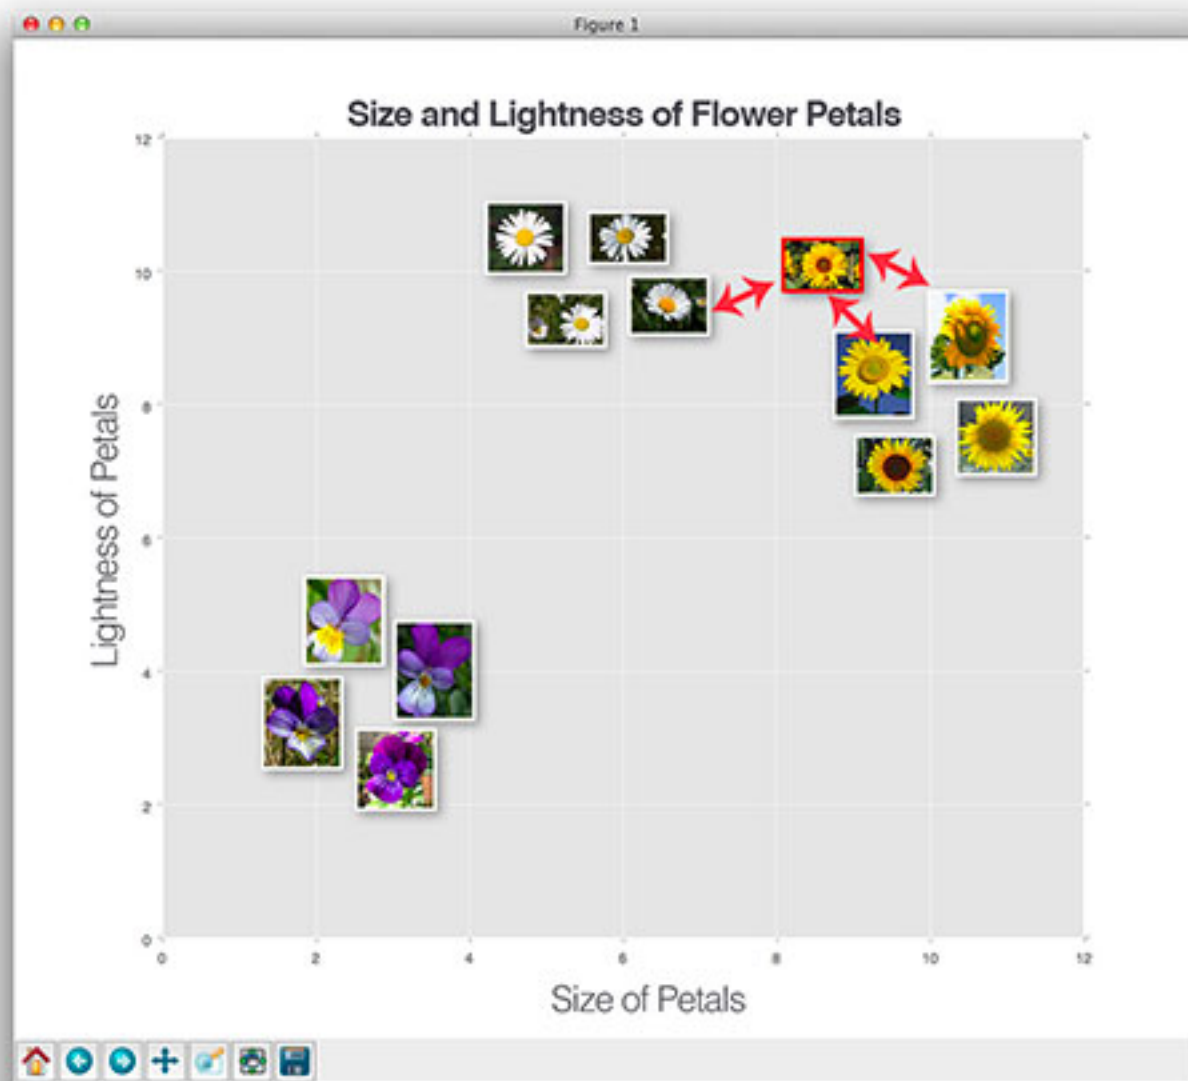 Figure 1
Size and Lightness of Flower Petals
12
10
8
6
4
2
0
Lightness of Petals
0 2 4 6 8 10 12
Size of Petals